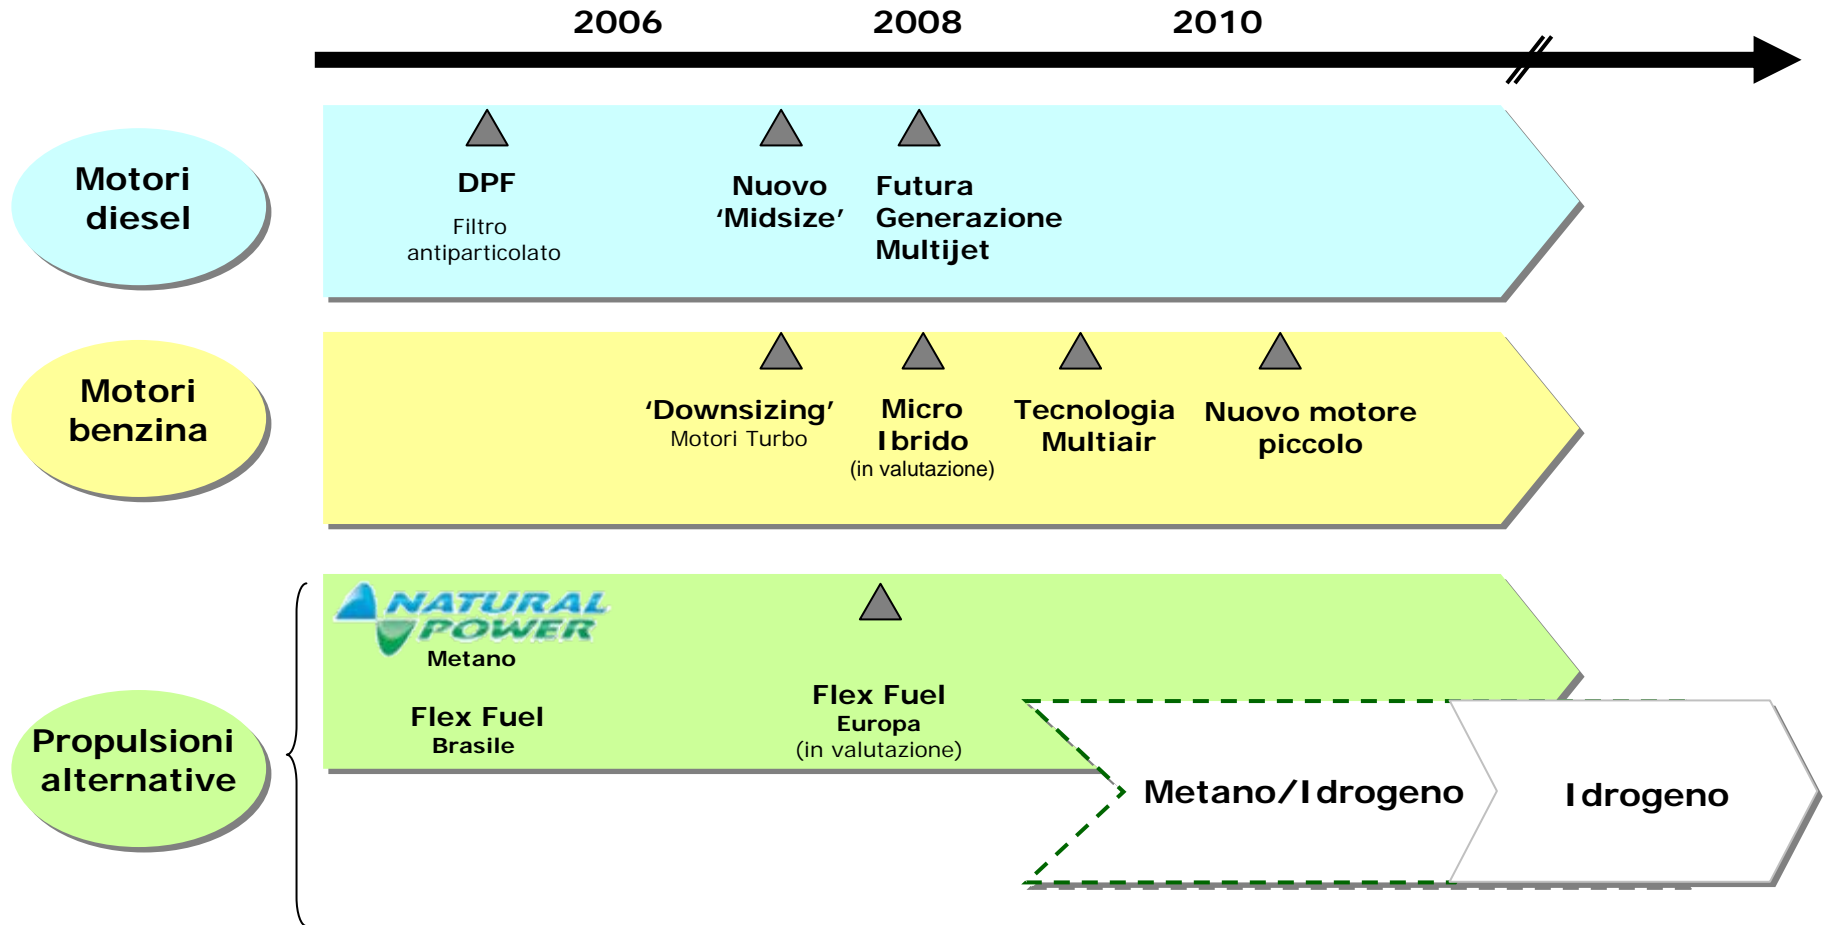 2006 2008 2010
Motori
diesel
DPF
Filtro
antiparticolato
Nuovo
‘Midsize’
Futura
Generazione
Multijet
Motori
benzina
‘Downsizing’
Motori Turbo
Micro
Ibrido
(in valutazione)
Tecnologia
Multiair
Nuovo motore
piccolo
Propulsioni
alternative
NATURAL
POWER
Metano
Flex Fuel
Brasile
Flex Fuel
Europa
(in valutazione)
Metano/Idrogeno
Idrogeno